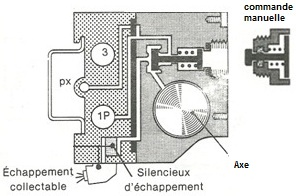 commande
manuelle
3
px
1P
Axe
Échappement
collectable
Silencieux
d'échappement